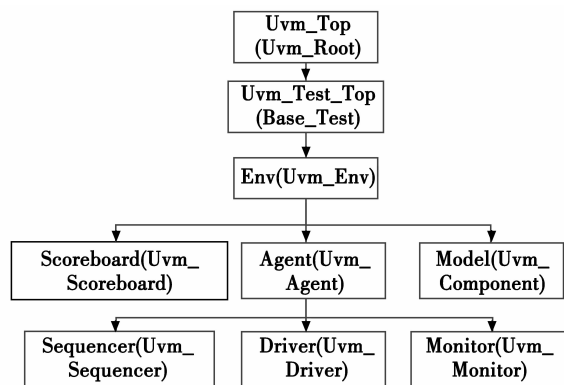 Uvm_Top
(Uvm_Root)
Uvm_Test_Top
(Base_Test)
Env(Uvm_Env)
Scoreboard(Uvm_
Scoreboard)
Agent(Uvm_
Agent)
Model(Uvm_
Component)
Sequencer(Uvm_
Sequencer)
Driver(Uvm_
Driver)
Monitor(Uvm_
Monitor)